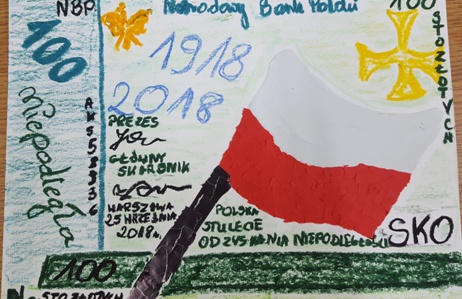 NBP
Narodowy Bank Polski
100
100
STO ZŁOTYCH
1918
2018
niepodległa
AK5589936
PREZES
GŁÓWNY
SKARBNIK
WARSZAWA
25 WRZEŚNIA
2018r.
POLSKA
STULECIE
ODZYSKANIA NIEPODLEGŁOŚCI
SKO
100
STO ZŁOTYCH